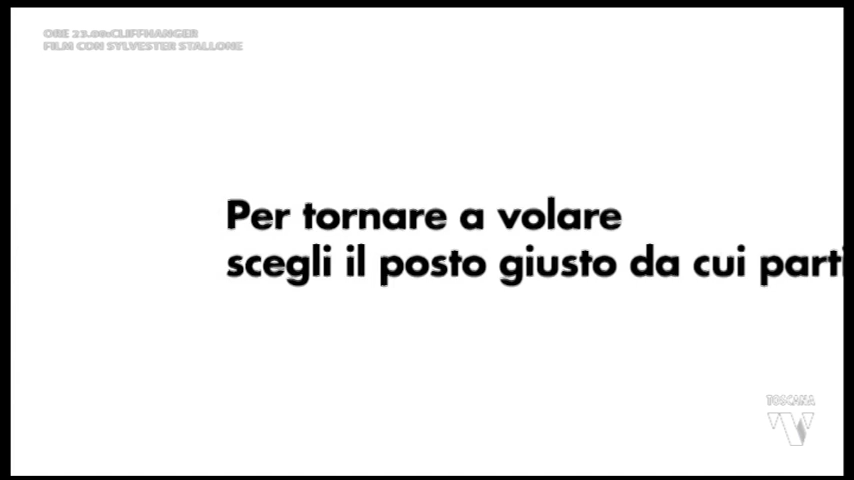 ORE 23.00:CLIFFHANGER
FILM CON SYLVESTER STALLONE
Per tornare a volare
scegli il posto giusto da cui parti
TOSCANA
TV